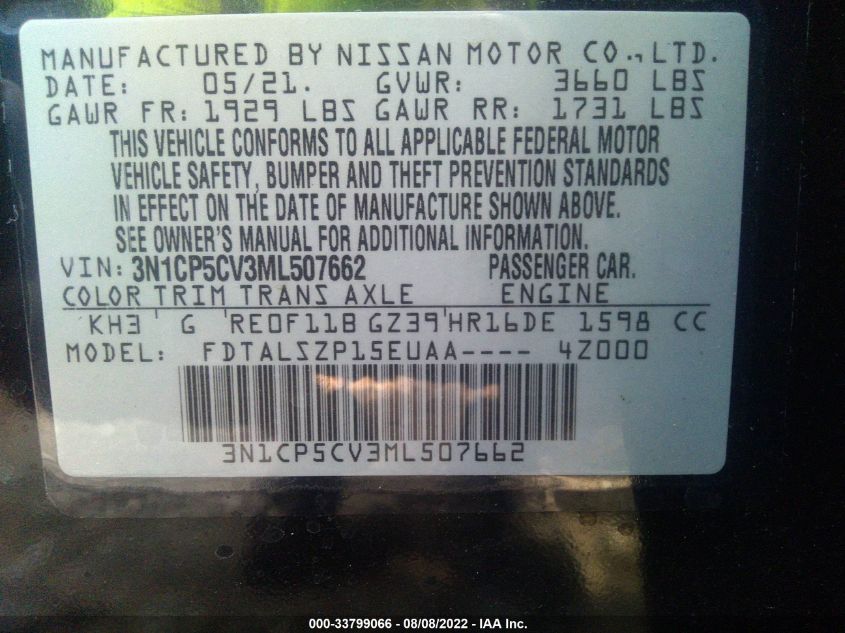 MANUFACTURED BY NISSAN MOTOR CO., LTD.
DATE: 05/21. GVWR: 3660 LBS
GAWR FR: 1929 LBS GAWR RR: 1731 LBS
THIS VEHICLE CONFORMS TO ALL APPLICABLE FEDERAL MOTOR
VEHICLE SAFETY, BUMPER AND THEFT PREVENTION STANDARDS
IN EFFECT ON THE DATE OF MANUFACTURE SHOWN ABOVE.
SEE OWNER'S MANUAL FOR ADDITIONAL INFORMATION.
VIN: 3N1CP5CV3ML507662 PASSENGER CAR.
COLOR TRIM TRANS AXLE ENGINE
KH3 G RE0F11B GZ39 HR16DE 1598 CC
MODEL: FDTALSZP15EUAA---- 4Z000
3N1CP5CV3ML507662
000-33799066 - 08/08/2022 - IAA Inc.